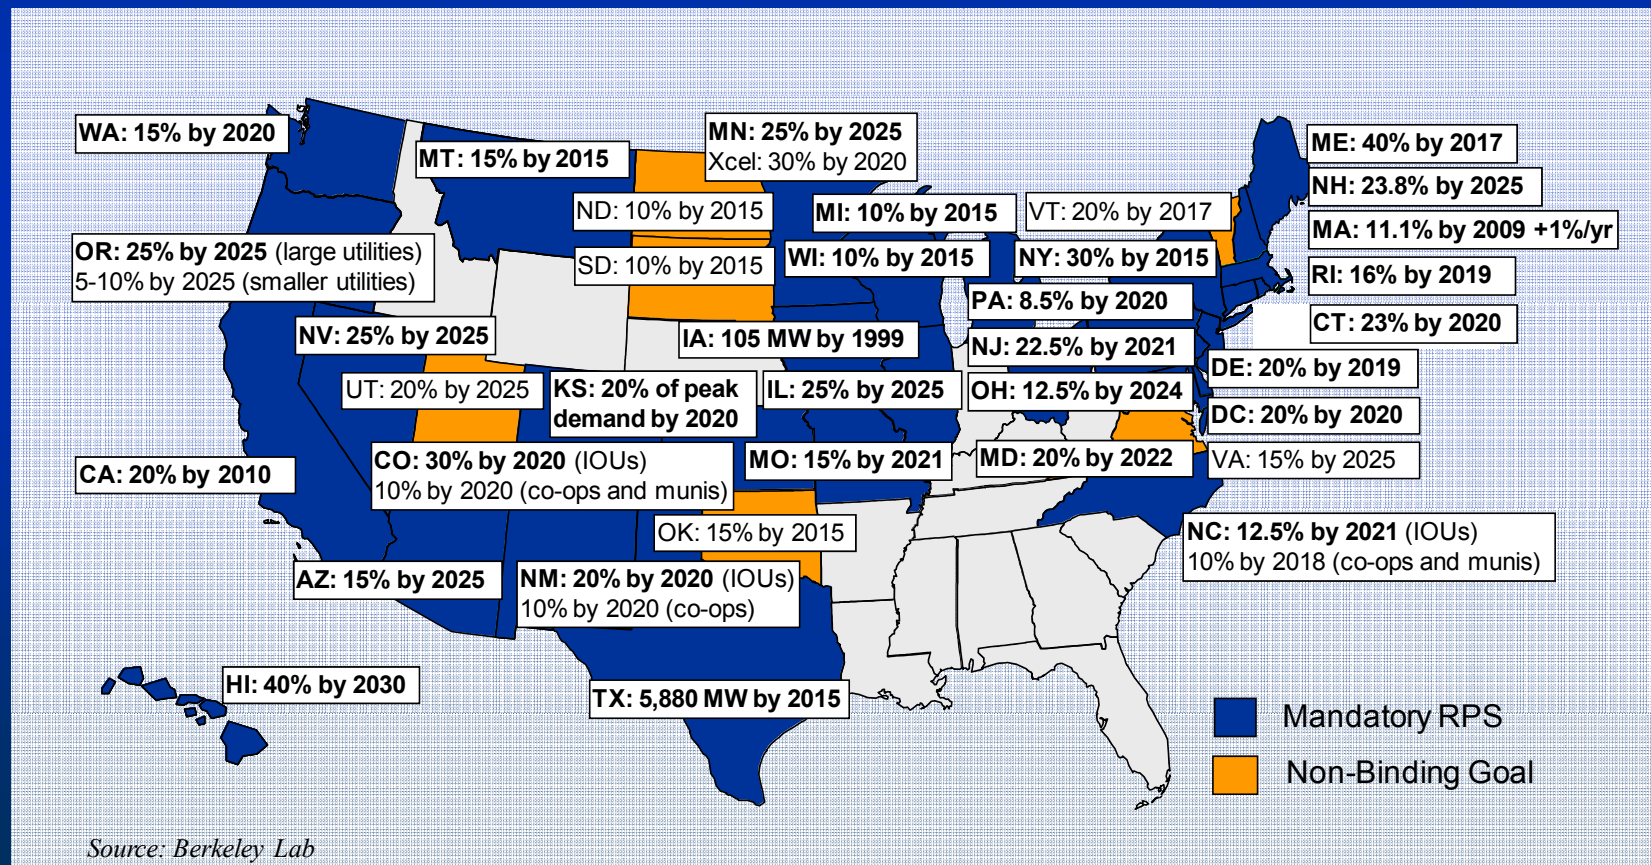 WA: 15% by 2020
MT: 15% by 2015
MN: 25% by 2025
Xcel: 30% by 2020
ME: 40% by 2017
NH: 23.8% by 2025
ND: 10% by 2015
MI: 10% by 2015
VT: 20% by 2017
MA: 11.1% by 2009 +1%/yr
OR: 25% by 2025 (large utilities)
5-10% by 2025 (smaller utilities)
SD: 10% by 2015
WI: 10% by 2015
NY: 30% by 2015
RI: 16% by 2019
PA: 8.5% by 2020
CT: 23% by 2020
NV: 25% by 2025
IA: 105 MW by 1999
NJ: 22.5% by 2021
DE: 20% by 2019
UT: 20% by 2025
KS: 20% of peak
demand by 2020
IL: 25% by 2025
OH: 12.5% by 2024
DC: 20% by 2020
CA: 20% by 2010
CO: 30% by 2020 (IOUs)
10% by 2020 (co-ops and munis)
MO: 15% by 2021
MD: 20% by 2022
VA: 15% by 2025
OK: 15% by 2015
NC: 12.5% by 2021 (IOUs)
10% by 2018 (co-ops and munis)
AZ: 15% by 2025
NM: 20% by 2020 (IOUs)
10% by 2020 (co-ops)
HI: 40% by 2030
TX: 5,880 MW by 2015
Mandatory RPS
Non-Binding Goal
Source: Berkeley Lab